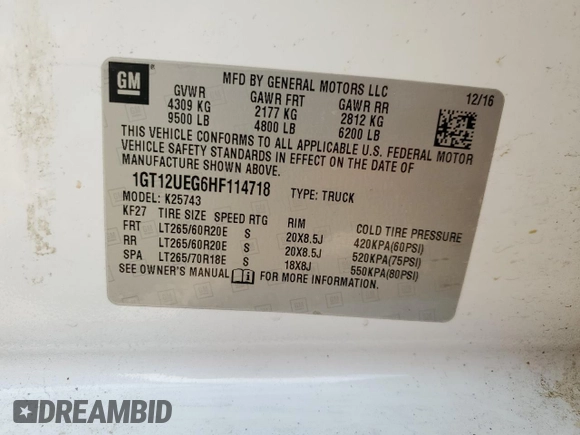 GM
MFD BY GENERAL MOTORS LLC
12/16
GVWR GAWR FRT GAWR RR
4309 KG 2177 KG 2812 KG
9500 LB 4800 LB 6200 LB
THIS VEHICLE CONFORMS TO ALL APPLICABLE U.S. FEDERAL MOTOR
VEHICLE SAFETY STANDARDS IN EFFECT ON THE DATE OF
MANUFACTURE SHOWN ABOVE.
1GT12UEG6HF114718 TYPE: TRUCK
MODEL: K25743
KF27 TIRE SIZE SPEED RTG RIM COLD TIRE PRESSURE
FRT LT265/60R20E S 20X8.5J 420KPA(60PSI)
RR LT265/60R20E S 20X8.5J 520KPA(75PSI)
SPA LT265/70R18E S 18X8J 550KPA(80PSI)
SEE OWNER'S MANUAL FOR MORE INFORMATION.
DREAMBID